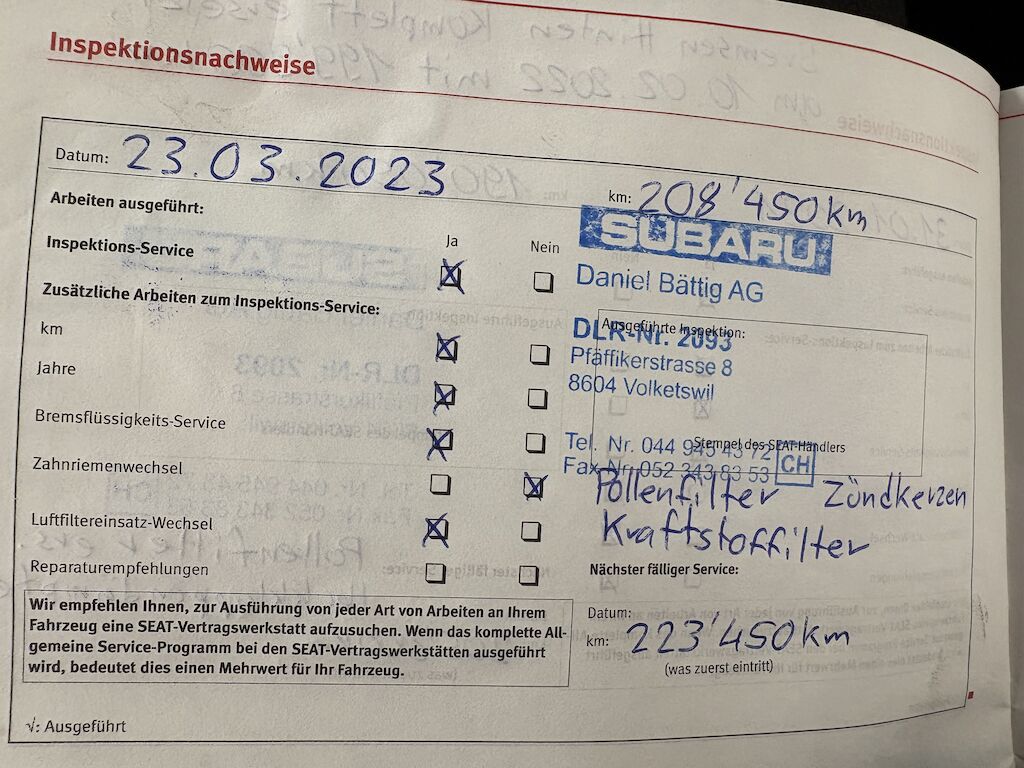 Inspektionsnachweise
Datum: 23.03.2023
km: 208'450km
Arbeiten ausgeführt:
Ja
Nein
Inspektions-Service
Zusätzliche Arbeiten zum Inspektions-Service:
km
Jahre
Bremsflüssigkeits-Service
Zahnriemenwechsel
Luftfiltereinsatz-Wechsel
Reparaturempfehlungen
Wir empfehlen Ihnen, zur Ausführung von jeder Art von Arbeiten an Ihrem
Fahrzeug eine SEAT-Vertragswerkstatt aufzusuchen. Wenn das komplette All-
gemeine Service-Programm bei den SEAT-Vertragswerkstätten ausgeführt
wird, bedeutet dies einen Mehrwert für Ihr Fahrzeug.
√: Ausgeführt
SUBARU
Daniel Bättig AG
Ausgeführte Inspektion:
DLR-Nr. 2093
Pfäffikerstrasse 8
8604 Volketswil
Stempel des SEAT-Händlers
Tel. Nr. 044 945 43 72
Fax Nr. 052 343 83 53
CH
Pollenfilter Zündkerzen
Kraftstoffilter
Nächster fälliger Service:
Datum:
km: 223'450km
(was zuerst eintritt)